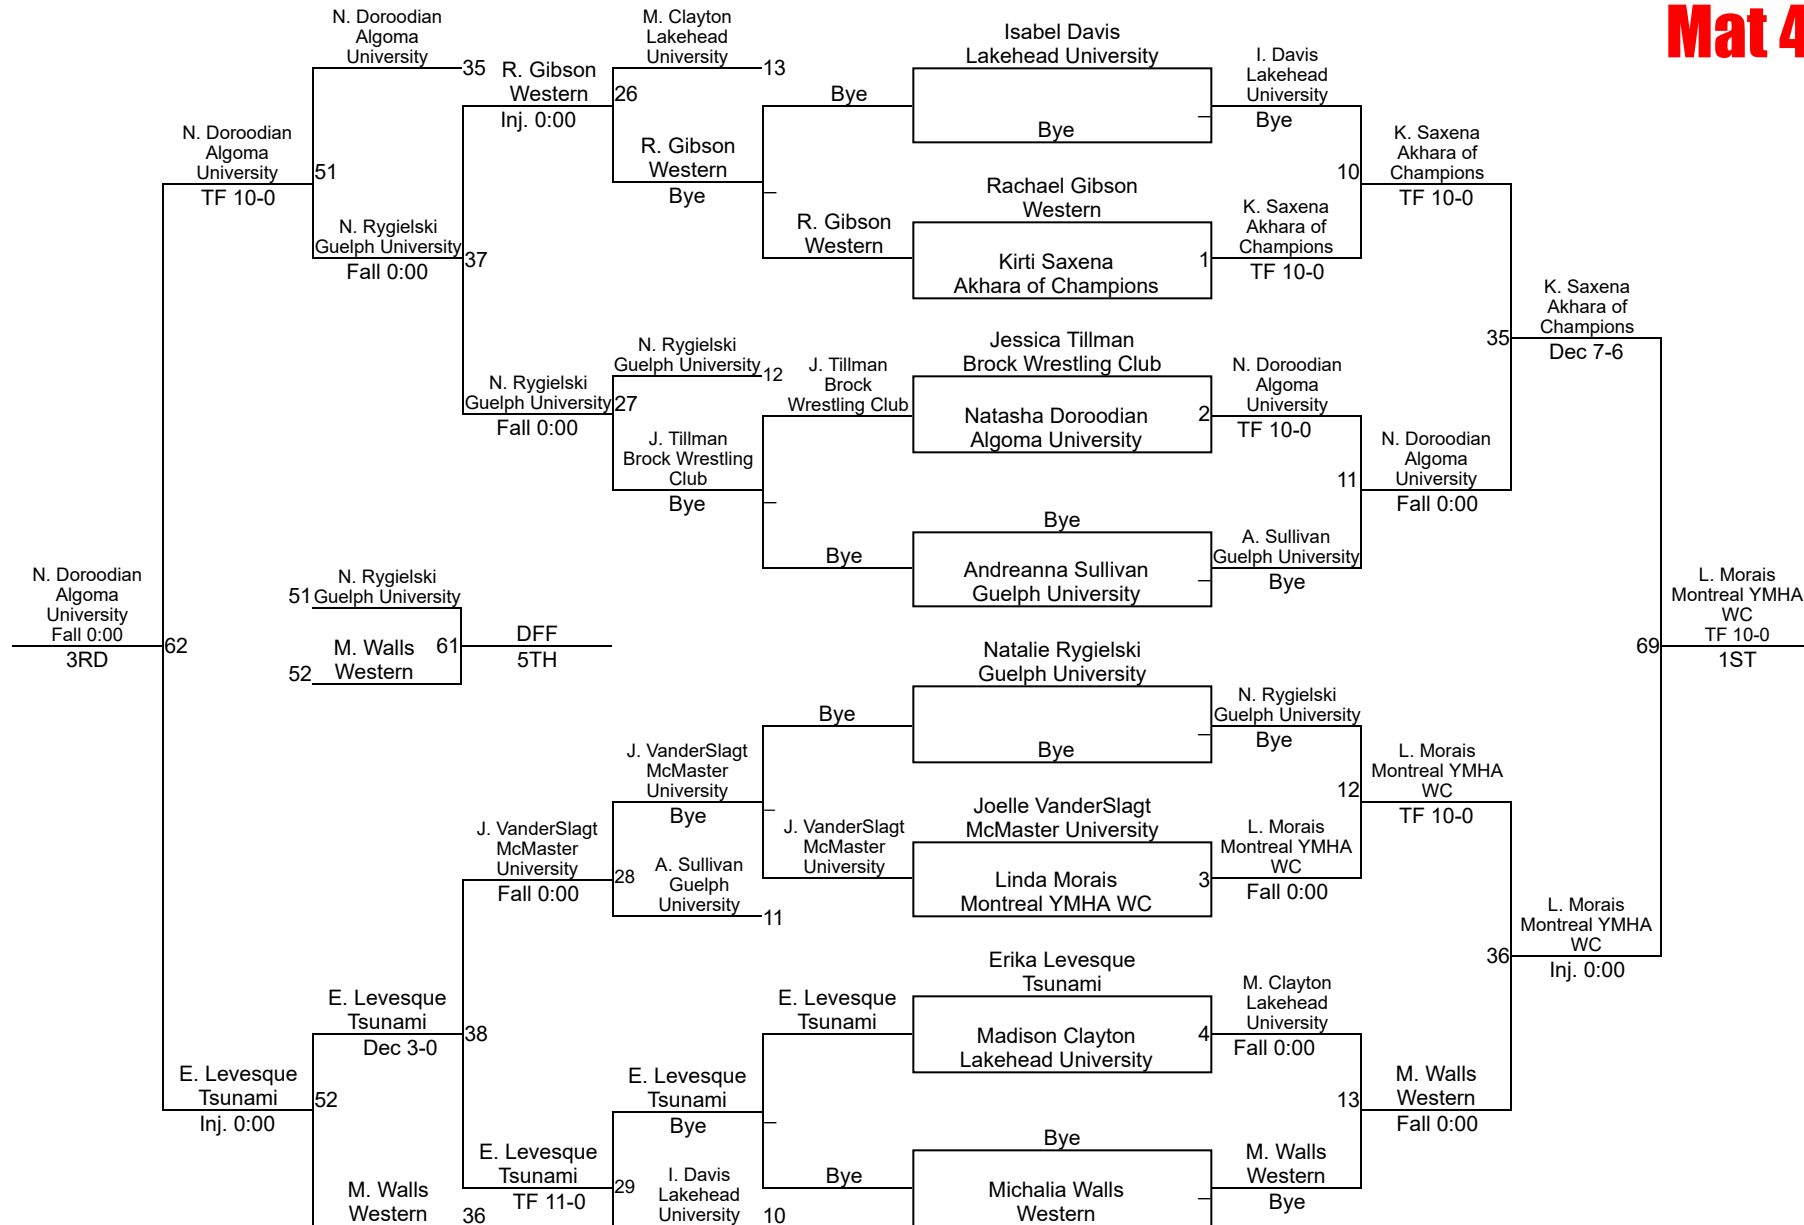 Mat 4
N. Doroodian
Algoma
University
35
R. Gibson
Western
Inj. 0:00
M. Clayton
Lakehead
University
13
26
R. Gibson
Western
Bye
Bye
Isabel Davis
Lakehead University
Bye
I. Davis
Lakehead
University
Bye
N. Doroodian
Algoma
University
TF 10-0
51
N. Rygielski
Guelph University
Fall 0:00
37
R. Gibson
Western
Rachael Gibson
Western
Kirti Saxena
Akhara of Champions
1
K. Saxena
Akhara of
Champions
TF 10-0
10
K. Saxena
Akhara of
Champions
TF 10-0
N. Rygielski
Guelph University
Fall 0:00
27
N. Rygielski
Guelph University
12
J. Tillman
Brock Wrestling
Club
Bye
J. Tillman
Brock
Wrestling Club
Jessica Tillman
Brock Wrestling Club
Natasha Doroodian
Algoma University
2
N. Doroodian
Algoma
University
TF 10-0
35
K. Saxena
Akhara of
Champions
Dec 7-6
11
N. Doroodian
Algoma
University
Fall 0:00
Bye
Bye
Andreanna Sullivan
Guelph University
A. Sullivan
Guelph University
Bye
N. Doroodian
Algoma
University
Fall 0:00
3RD
62
51
N. Rygielski
Guelph University
52
M. Walls
Western
61
DFF
5TH
69
L. Morais
Montreal YMHA
WC
TF 10-0
1ST
Bye
Natalie Rygielski
Guelph University
Bye
N. Rygielski
Guelph University
Bye
J. VanderSlagt
McMaster
University
Bye
J. VanderSlagt
McMaster
University
Joelle VanderSlagt
McMaster University
Linda Morais
Montreal YMHA WC
3
L. Morais
Montreal YMHA
WC
Fall 0:00
12
L. Morais
Montreal YMHA
WC
TF 10-0
J. VanderSlagt
McMaster
University
Fall 0:00
28
A. Sullivan
Guelph
University
11
36
L. Morais
Montreal YMHA
WC
Inj. 0:00
E. Levesque
Tsunami
Dec 3-0
38
E. Levesque
Tsunami
Erika Levesque
Tsunami
Madison Clayton
Lakehead University
4
M. Clayton
Lakehead
University
Fall 0:00
E. Levesque
Tsunami
Inj. 0:00
52
E. Levesque
Tsunami
Bye
13
M. Walls
Western
Fall 0:00
M. Walls
Western
36
E. Levesque
Tsunami
TF 11-0
29
I. Davis
Lakehead
University
10
Bye
Bye
Michalia Walls
Western
M. Walls
Western
Bye